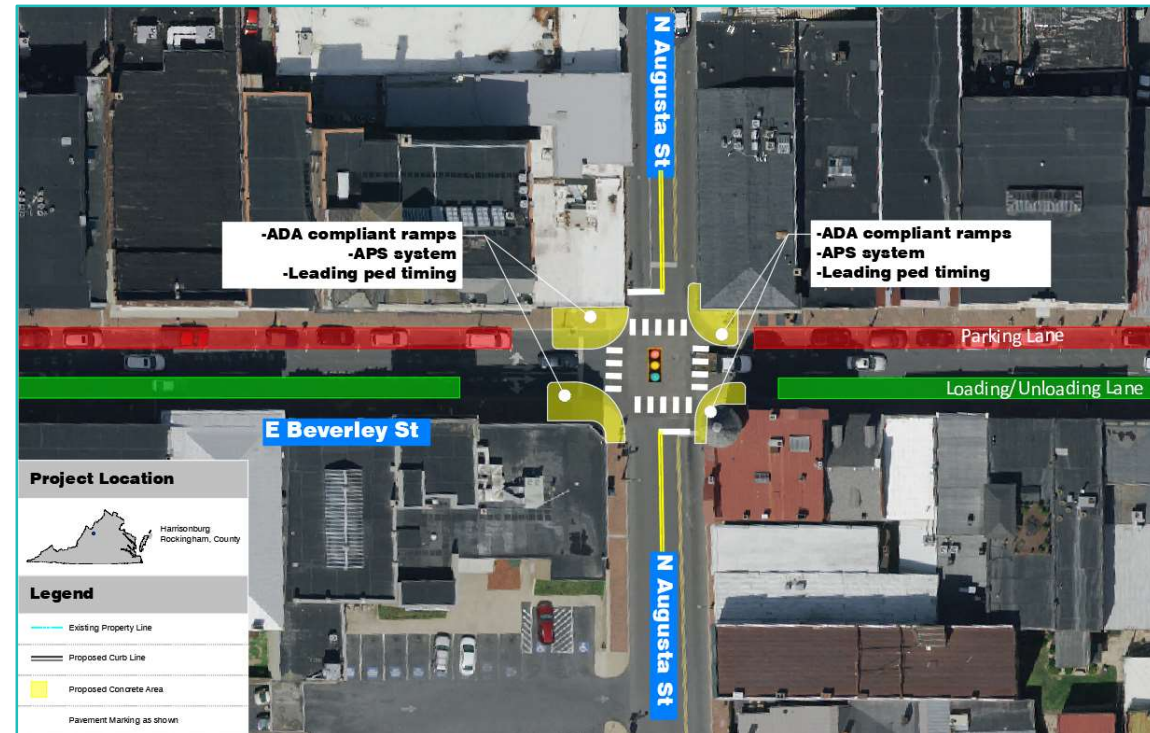 N Augusta St
-ADA compliant ramps
-APS system
-Leading ped timing
-ADA compliant ramps
-APS system
-Leading ped timing
Parking Lane
Loading/Unloading Lane
E Beverley St
N Augusta St
Project Location
Harrisonburg
Rockingham, County
Legend
Existing Property Line
Proposed Curb Line
Proposed Concrete Area
Pavement Marking as shown